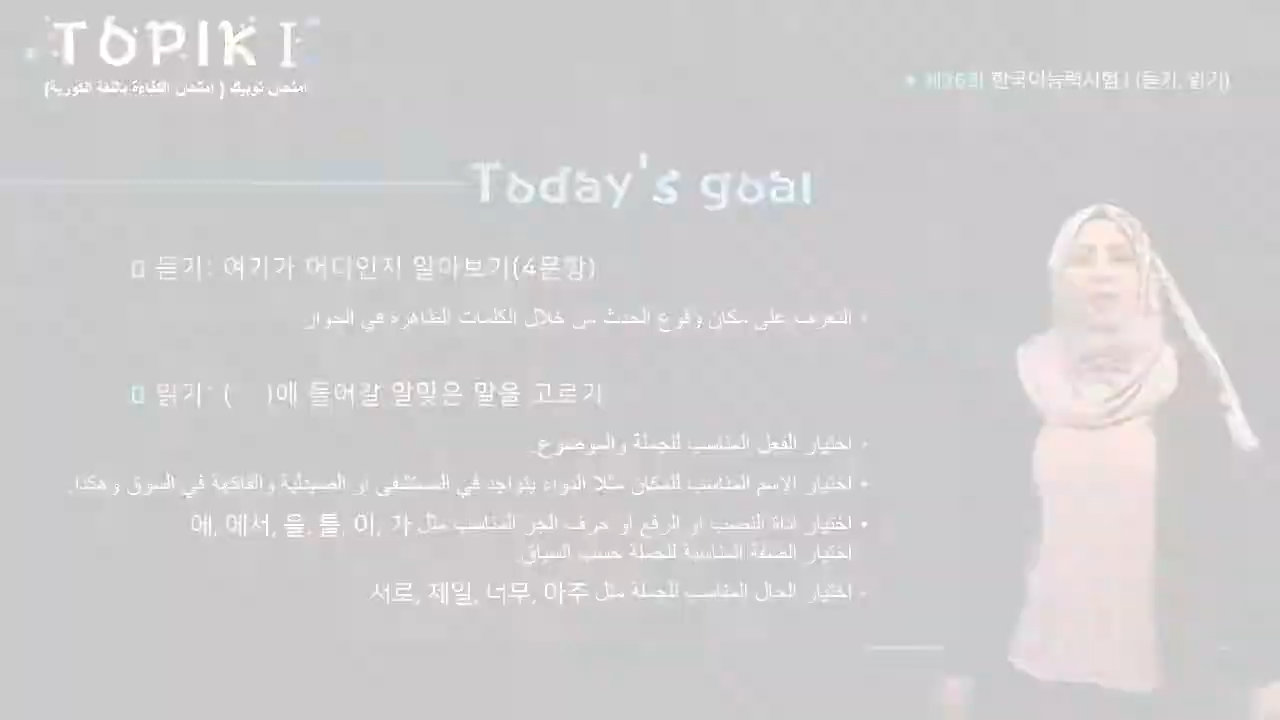 TOPIK I
امتحان توبيك ( امتحان الكفاءة باللغة الكورية)
제36회 한국어능력시험 I (듣기, 읽기)
Today's goal
듣기: 여기가 어디인지 알아보기(4문항)
• التعرف على مكان وقوع الحدث من خلال الكلمات الظاهرة في الحوار
읽기: ( )에 들어갈 알맞은 말을 고르기
• اختيار الفعل المناسب للجملة والموضوع.
• اختيار الاسم المناسب للمكان مثلا الدواء يتواجد في المستشفى او الصيدلية والفاكهة في السوق وهكذا.
• اختيار اداة النصب او الرفع او حرف الجر المناسب مثل 에, 에서, 을, 를, 이, 가
اختيار الصفة المناسبة للجملة حسب السياق.
• اختيار الحال المناسب للجملة مثل 서로, 제일, 너무, 아주